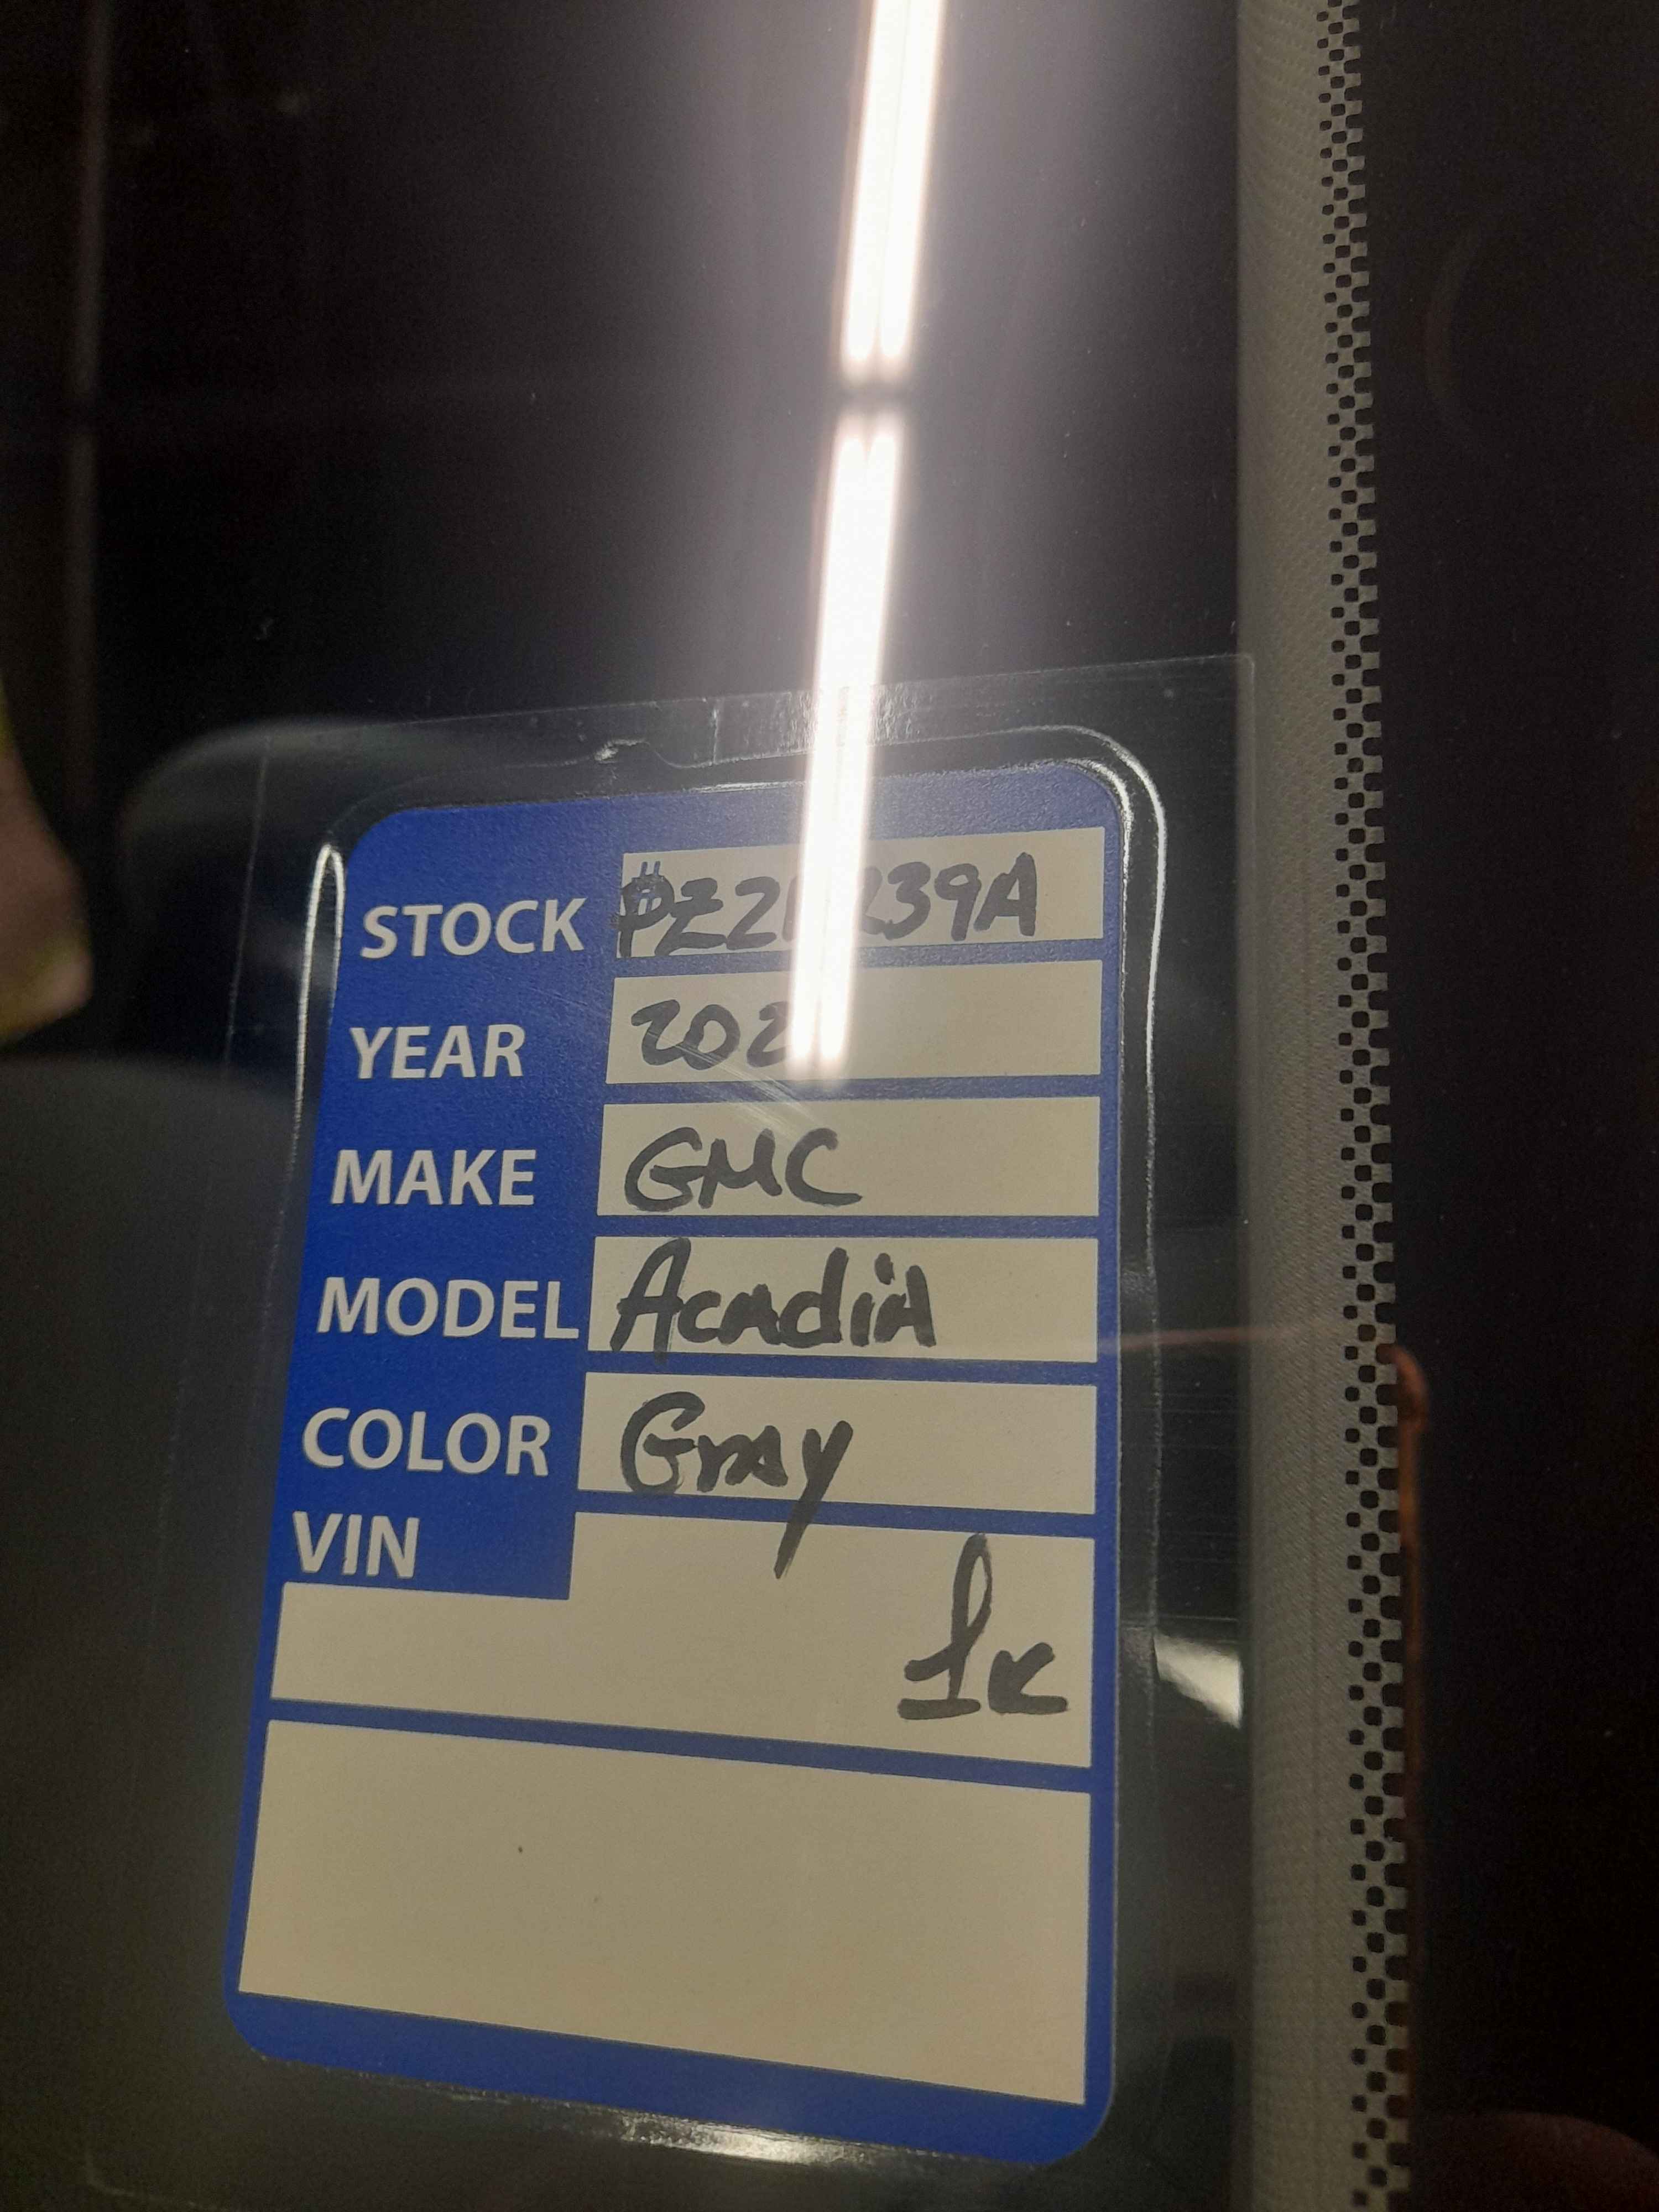 STOCK
YEAR
MAKE GMC
MODEL Acadia
COLOR Gray
VIN 1k